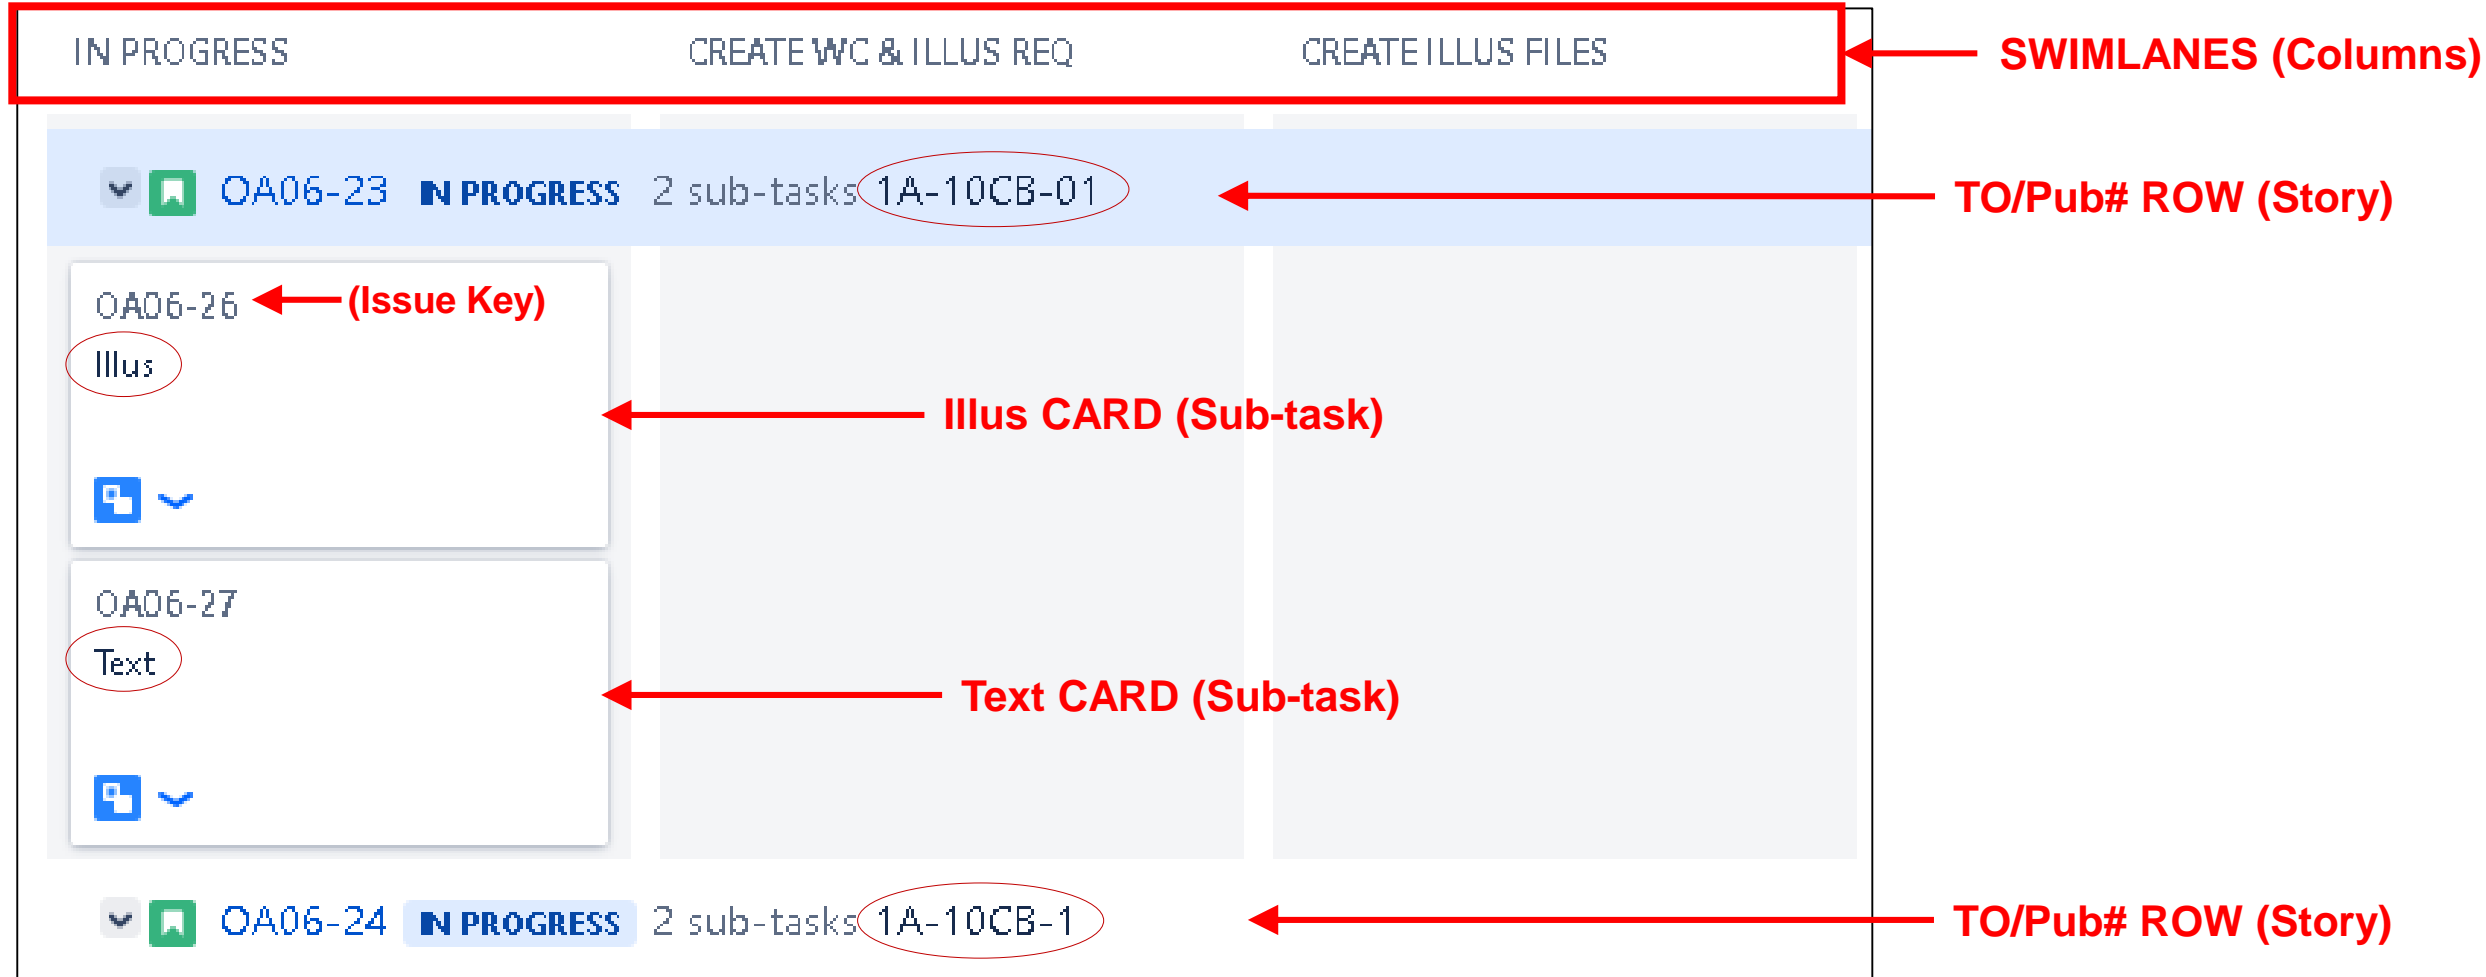 IN PROGRESS CREATE WC & ILLUS REQ CREATE ILLUS FILES SWIMLANES (Columns)
OA06-23 IN PROGRESS 2 sub-tasks 1A-10CB-01 TO/Pub# ROW (Story)
OA06-26 (Issue Key)
Illus
Illus CARD (Sub-task)
OA06-27
Text
Text CARD (Sub-task)
OA06-24 IN PROGRESS 2 sub-tasks 1A-10CB-1 TO/Pub# ROW (Story)